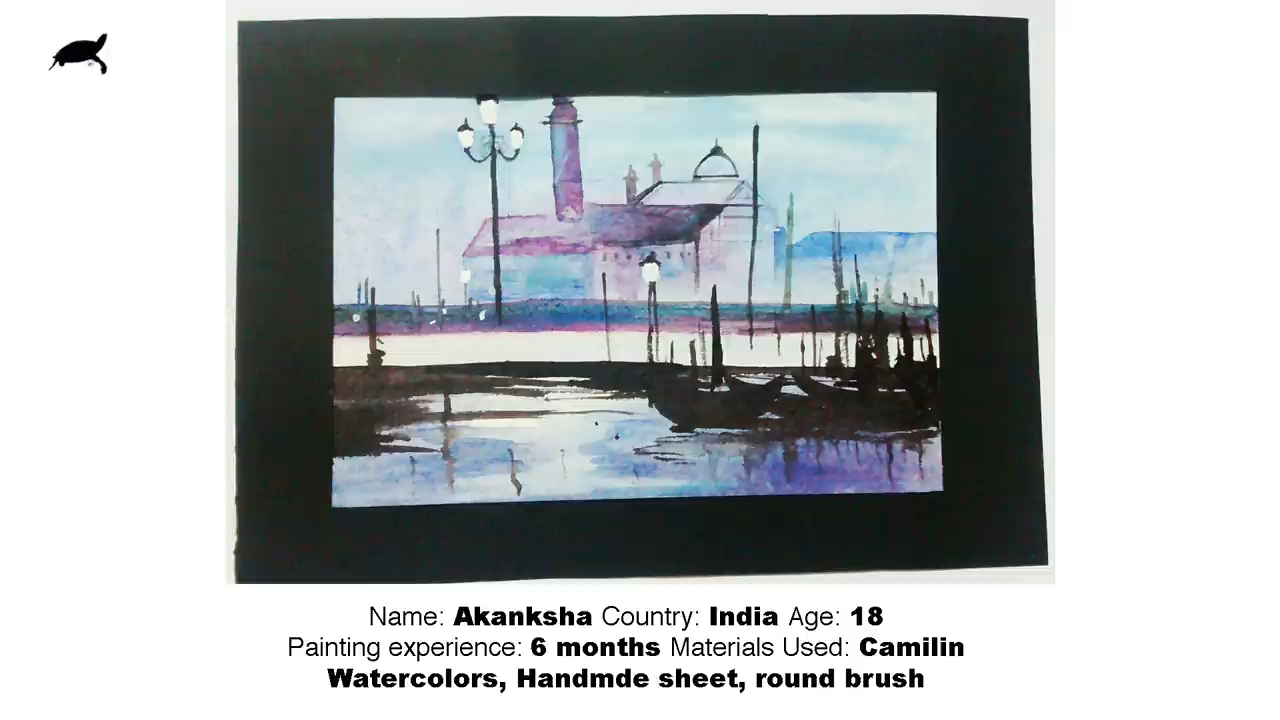 Name: Akanksha Country: India Age: 18
Painting experience: 6 months Materials Used: Camilin
Watercolors, Handmde sheet, round brush